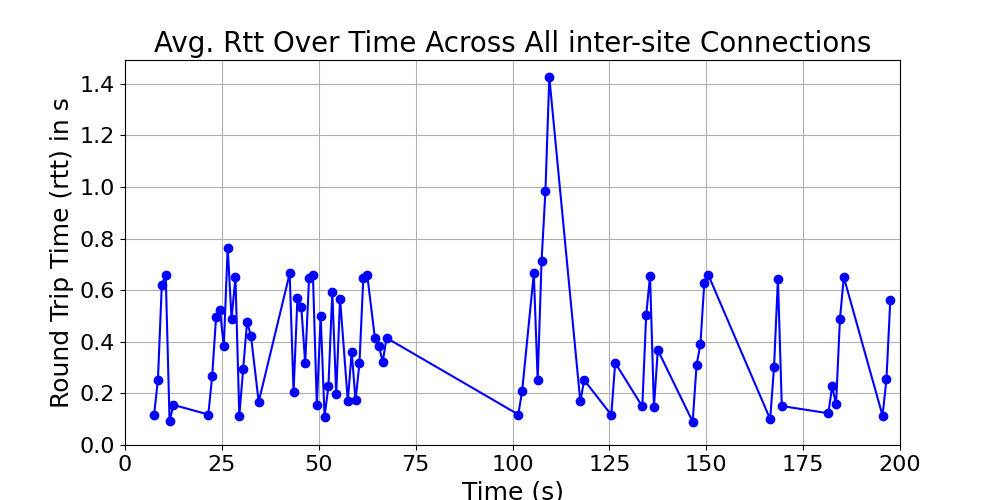 Avg. Rtt Over Time Across All inter-site Connections
Round Trip Time (rtt) in s
1.4
1.2
1.0
0.8
0.6
0.4
0.2
0.0
0 25 50 75 100 125 150 175 200
Time (s)